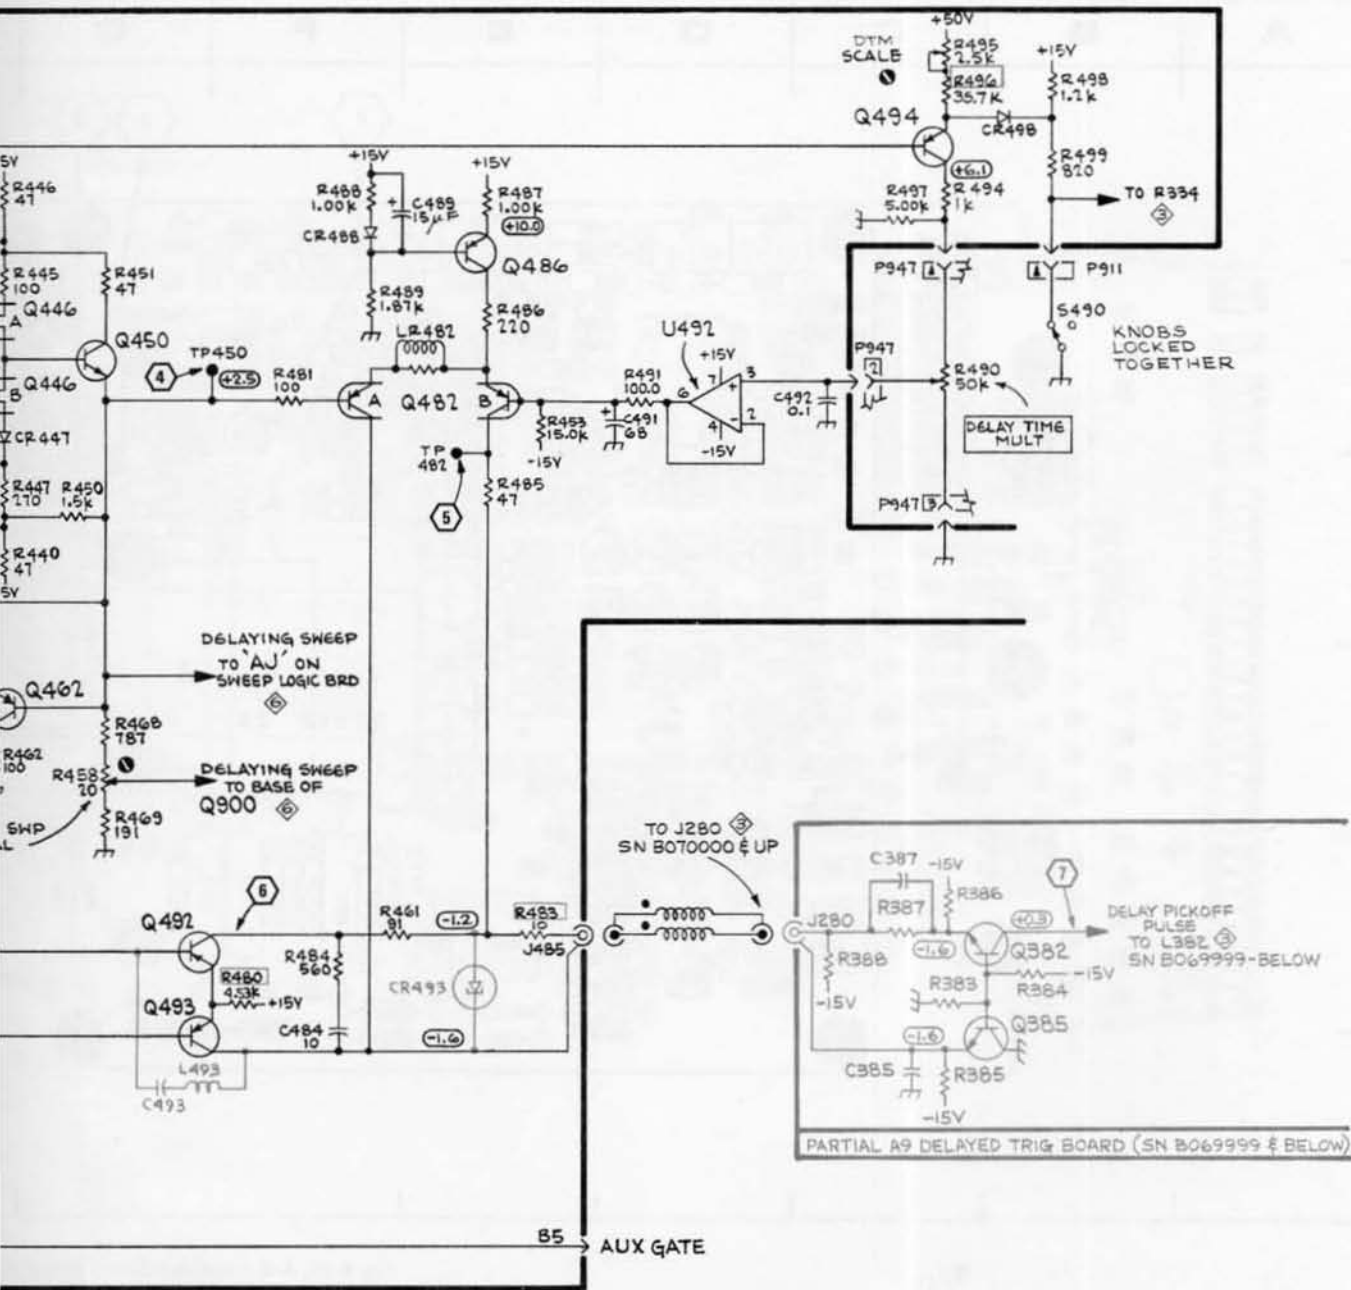 +50V
DTM
SCALE
R495
2.5K
R496
35.7K
+15V
R498
1.2K
Q494
CR498
+6.1
R499
820
R497
5.00K
R494
1K
TO R334
3
5V
R446
47
+15V
+15V
R488
1.00K
C489
15µF
R487
1.00K
+10.0
CR488
Q486
R445
100
R451
47
Q446
A
R489
1.87K
R486
220
P947
1
1
P911
S490
KNOBS
LOCKED
TOGETHER
LR482
U492
Q450
4
TP450
+2.5
R481
100
Q446
B
A
Q482
B
R491
100.0
+15V
7
3
6
+
-
2
4
-15V
P947
2
C492
0.1
R490
50K
DELAY TIME
MULT
CR447
R453
15.0K
-15V
C491
68
TP
482
5
R485
47
R447
270
R450
1.5K
P947
3
R440
47
5V
DELAYING SWEEP
TO 'AJ' ON
SWEEP LOGIC BRD
6
Q462
R468
787
R462
100
R458
20
DELAYING SWEEP
TO BASE OF
Q900
6
R469
191
SWP
L
TO J280 3
SN B070000 & UP
6
Q492
R461
91
-1.2
R483
10
J485
R484
560
R480
4.53K
+15V
CR493
Q493
C484
10
-1.6
L493
C493
C387
-15V
R386
7
R387
J280
+0.3
DELAY PICKOFF
PULSE
TO L382 3
SN B069999-BELOW
-1.6
Q382
R388
-15V
R383
-15V
R384
Q385
-1.6
C385
R385
-15V
PARTIAL A9 DELAYED TRIG BOARD (SN B069999 & BELOW)
B5
AUX GATE